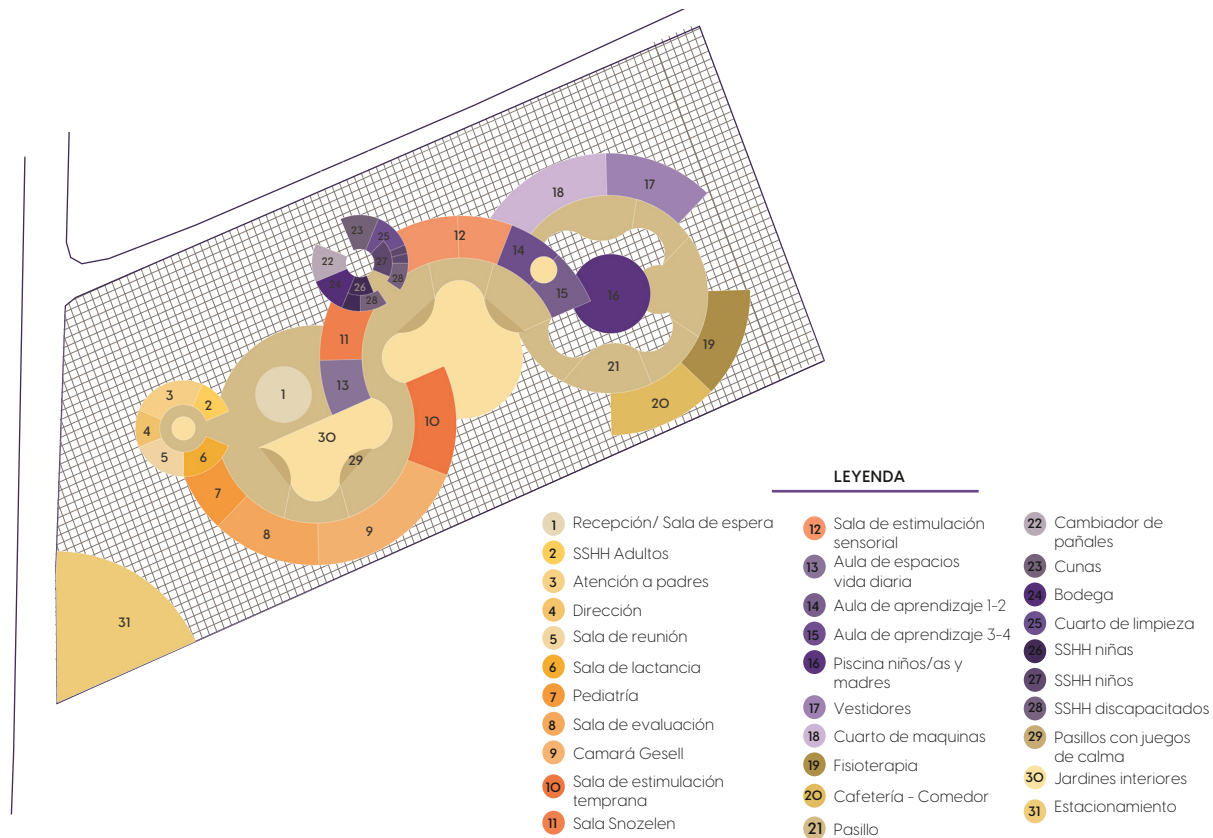 17
18
23
25
12
14
22
27
28
24
26
28
15
16
11
19
21
13
1
3
2
20
10
4
30
5
6
29
7
8
9
31
LEYENDA
1 Recepción/ Sala de espera
2 SSHH Adultos
3 Atención a padres
4 Dirección
5 Sala de reunión
6 Sala de lactancia
7 Pediatría
8 Sala de evaluación
9 Camará Gesell
10 Sala de estimulación
temprana
11 Sala Snozelen
12 Sala de estimulación
sensorial
13 Aula de espacios
vida diaria
14 Aula de aprendizaje 1-2
15 Aula de aprendizaje 3-4
16 Piscina niños/as y
madres
17 Vestidores
18 Cuarto de maquinas
19 Fisioterapia
20 Cafetería - Comedor
21 Pasillo
22 Cambiador de
pañales
23 Cunas
24 Bodega
25 Cuarto de limpieza
26 SSHH niñas
27 SSHH niños
28 SSHH discapacitados
29 Pasillos con juegos
de calma
30 Jardines interiores
31 Estacionamiento